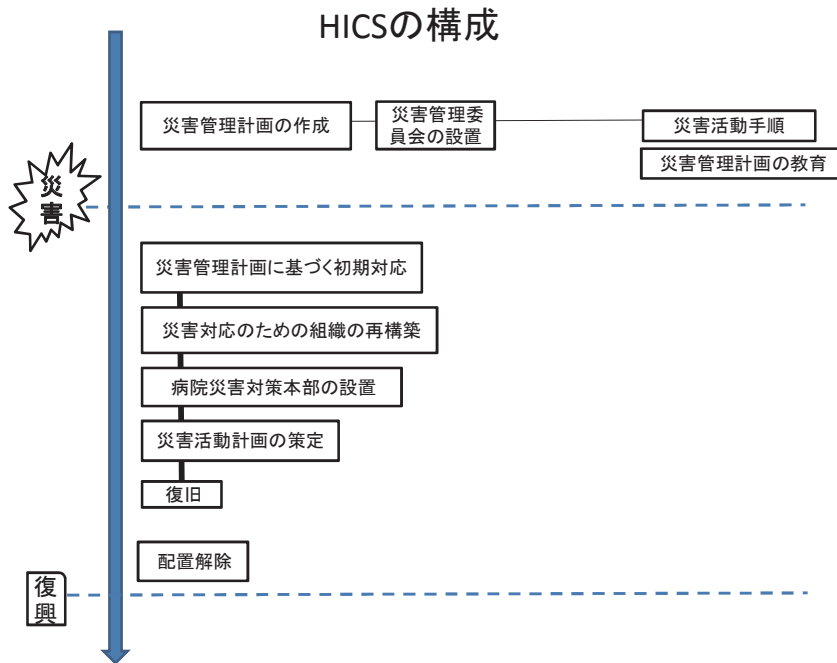 HICSの構成
災害管理計画の作成
災害管理委
員会の設置
災害活動手順
災害管理計画の教育
災
害
災害管理計画に基づく初期対応
災害対応のための組織の再構築
病院災害対策本部の設置
災害活動計画の策定
復旧
配置解除
復
興